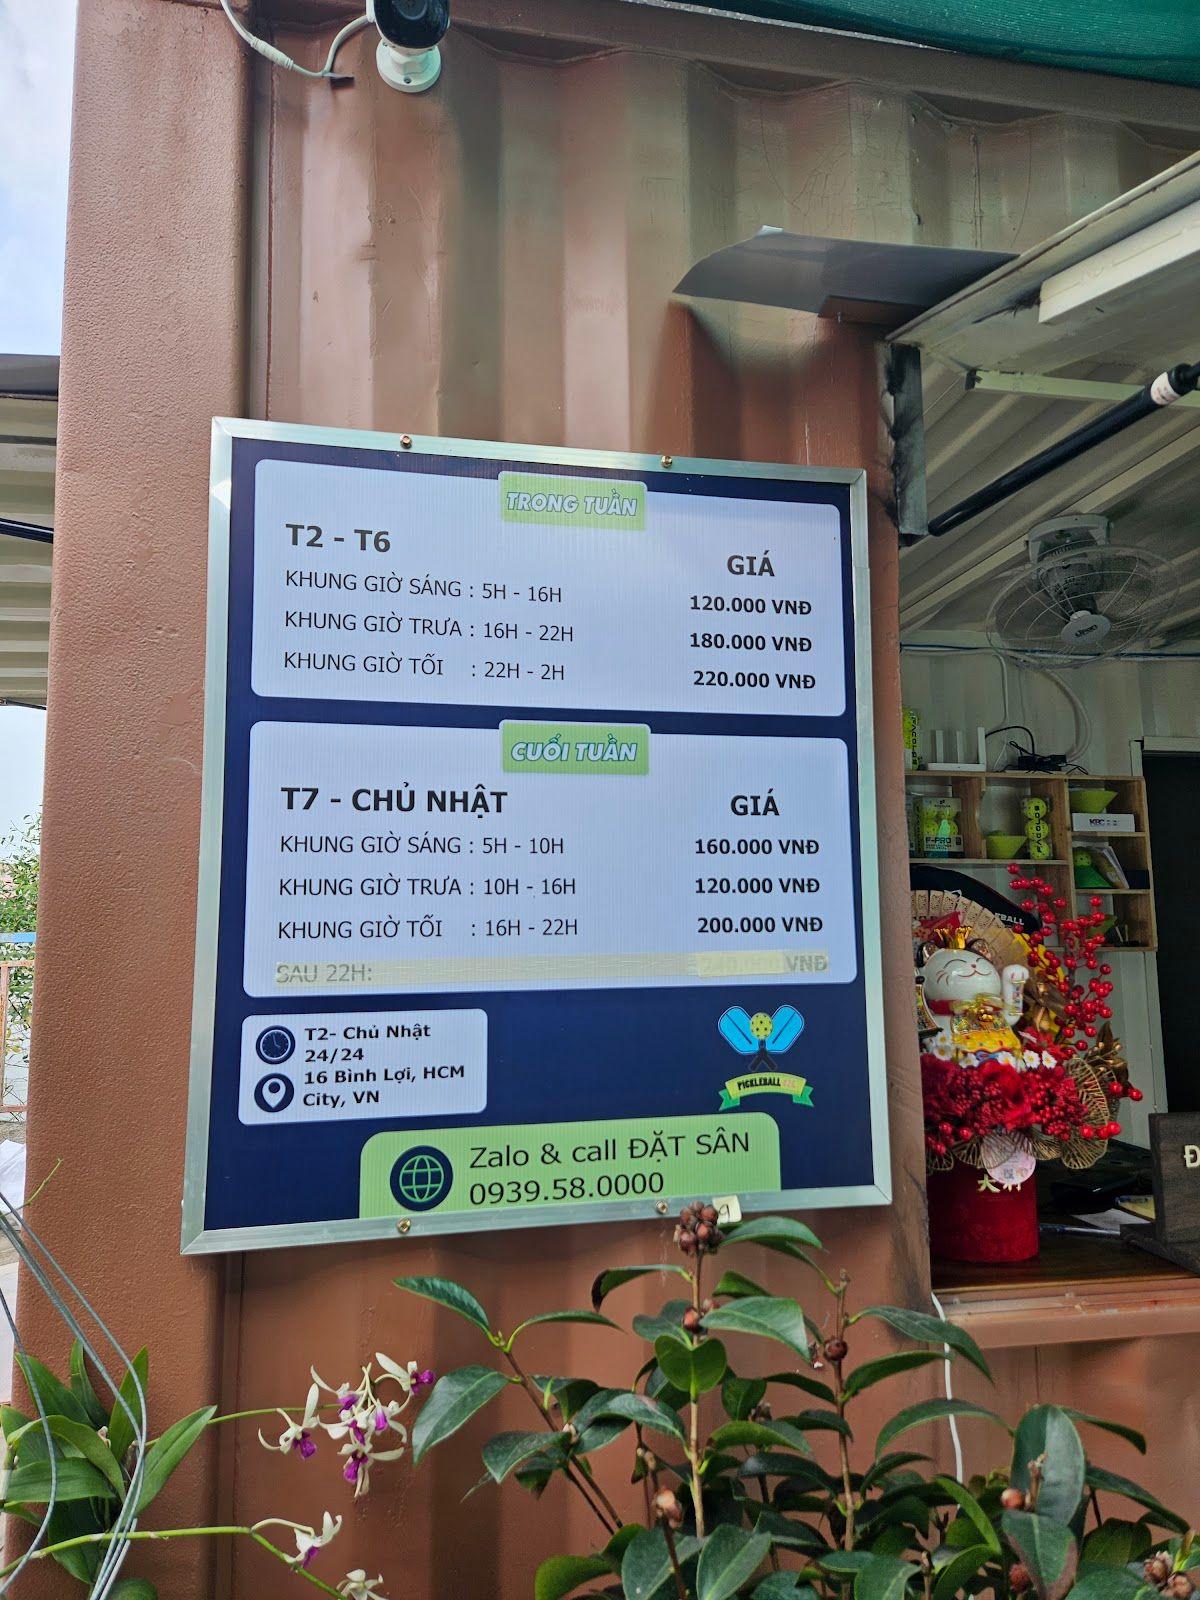 TRONG TUẦN
T2 - T6 GIÁ
KHUNG GIỜ SÁNG : 5H - 16H 120.000 VNĐ
KHUNG GIỜ TRƯA : 16H - 22H 180.000 VNĐ
KHUNG GIỜ TỐI : 22H - 2H 220.000 VNĐ
CUỐI TUẦN
T7 - CHỦ NHẬT GIÁ
KHUNG GIỜ SÁNG : 5H - 10H 160.000 VNĐ
KHUNG GIỜ TRƯA : 10H - 16H 120.000 VNĐ
KHUNG GIỜ TỐI : 16H - 22H 200.000 VNĐ
SAU 22H: 240.000 VNĐ
T2- Chủ Nhật
24/24
16 Bình Lợi, HCM
City, VN
PICKLEBALL
Zalo & call ĐẶT SÂN
0939.58.0000
9
F-PRO